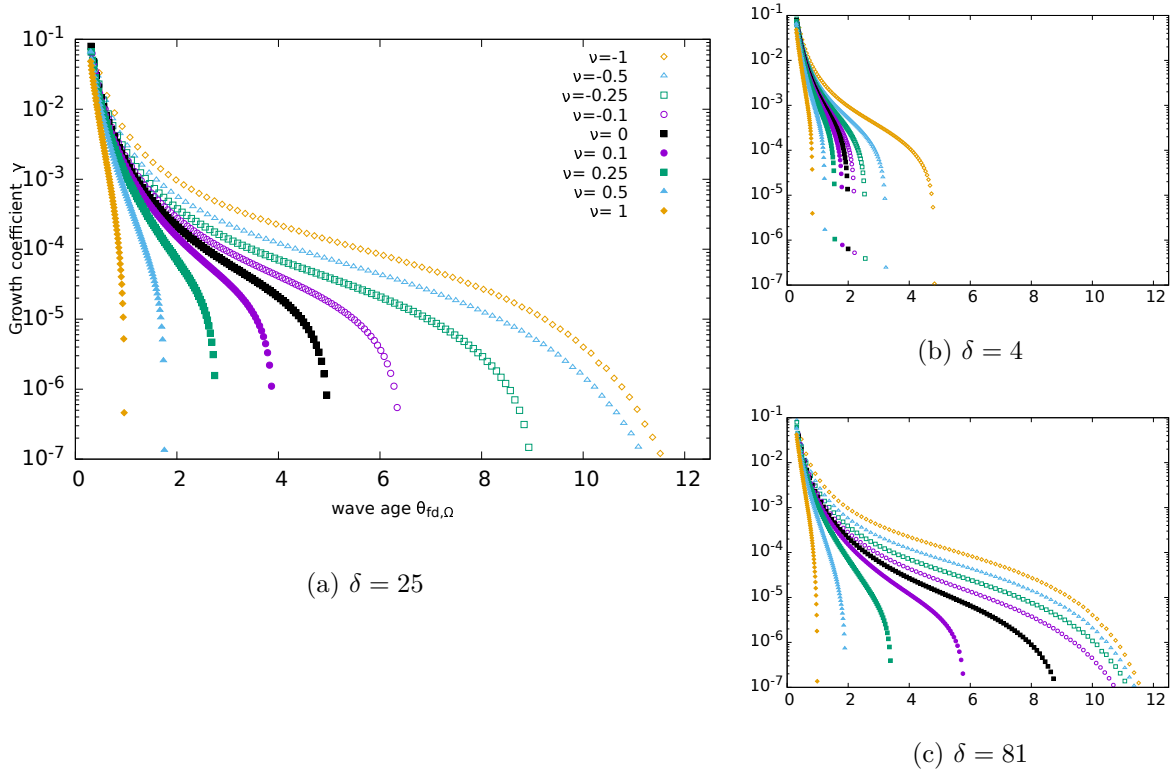 10⁻¹
10⁻²
10⁻³
10⁻⁴
10⁻⁵
10⁻⁶
10⁻⁷
Growth coefficient γ
0 2 4 6 8 10 12
wave age θfd,Ω
ν=-1
ν=-0.5
ν=-0.25
ν=-0.1
ν= 0
ν= 0.1
ν= 0.25
ν= 0.5
ν= 1
(a) δ = 25
10⁻¹
10⁻²
10⁻³
10⁻⁴
10⁻⁵
10⁻⁶
10⁻⁷
0 2 4 6 8 10 12
(b) δ = 4
10⁻¹
10⁻²
10⁻³
10⁻⁴
10⁻⁵
10⁻⁶
10⁻⁷
0 2 4 6 8 10 12
(c) δ = 81